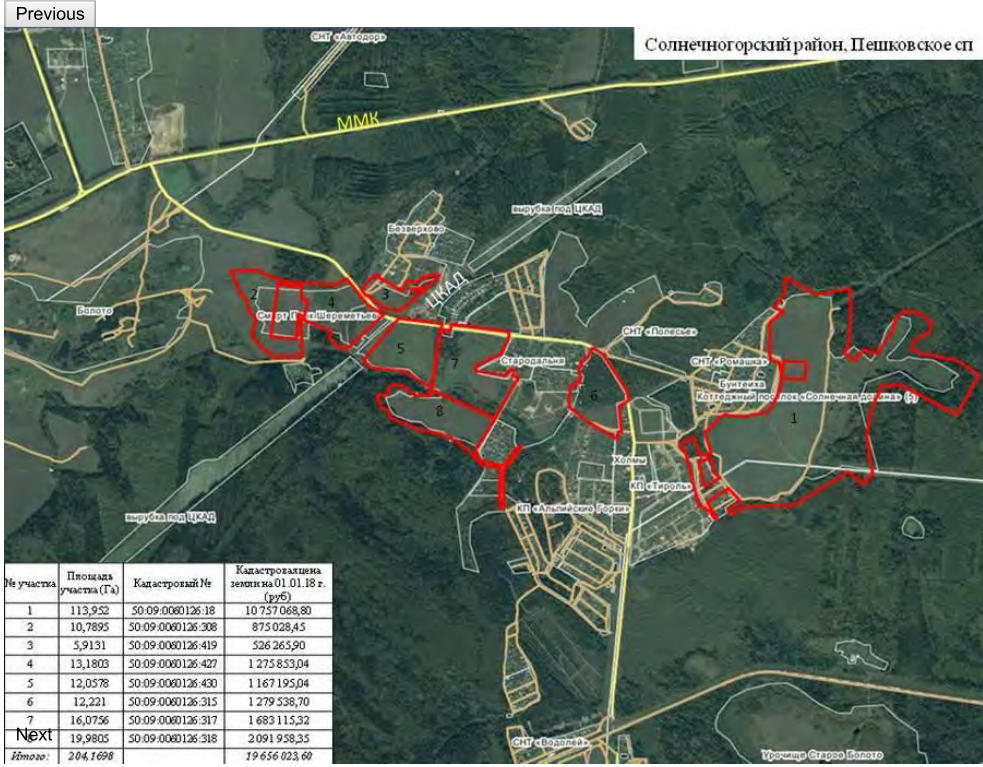 Previous
Солнечногорский район, Пешковское сп
СНТ «Автодор»
ММК
вырубка под ЦКАД
Безверхово
ЦКАД
2
3
4
Смарт Парк Шереметьев
Болото
5
7
Стародальня
СНТ «Полесье»
СНТ «Ромашка»
Бунтеиха
Коттеджный поселок «Солнечная долина» (5)
6
8
1
Холмы
КП «Тироль»
КП «Альпийские Горки»
вырубка под ЦКАД
№ участка Площадь участка (Га) Кадастровый № Кадастровая цена земли на 01.01.18 г. (руб)
1 113,952 50:09:0060126:18 10 757 068,80
2 10,7895 50:09:0060126:308 875 028,45
3 5,9131 50:09:0060126:419 526 265,90
4 13,1803 50:09:0060126:427 1 275 853,04
5 12,0578 50:09:0060126:430 1 167 195,04
6 12,221 50:09:0060126:315 1 279 538,70
7 16,0756 50:09:0060126:317 1 683 115,32
Next 19,9805 50:09:0060126:318 2 091 958,35
Итого: 204,1698 19 656 023,60
СНТ «Водолей»
Урочище Старое Болото